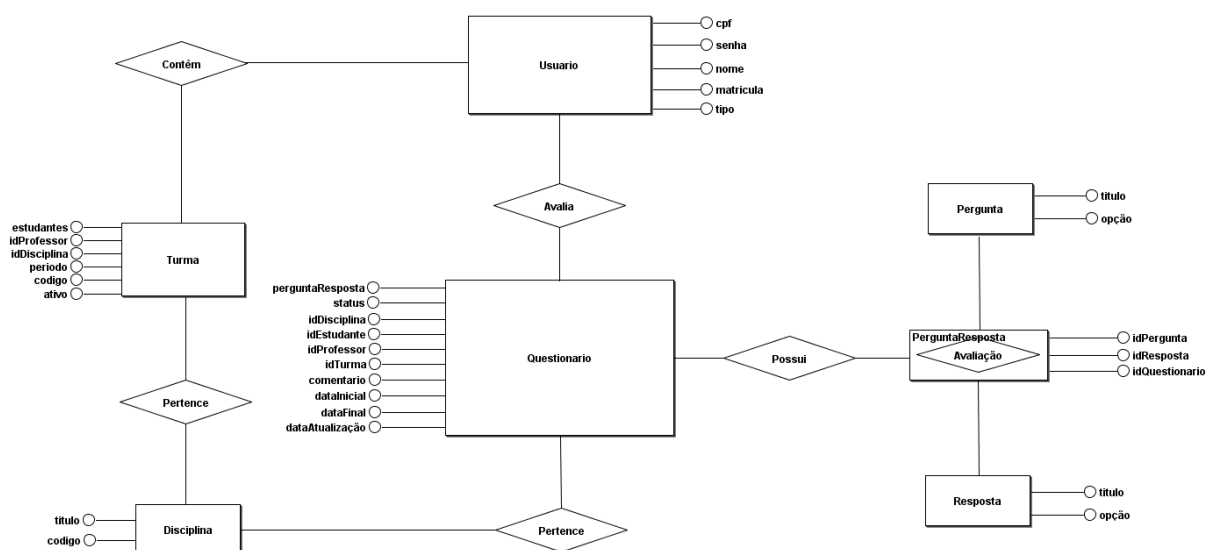 cpf
senha
Usuario
nome
matricula
tipo
Contém
Avalia
Pergunta
titulo
opção
estudantes
idProfessor
idDisciplina
periodo
codigo
ativo
Turma
perguntaResposta
status
idDisciplina
idEstudante
idProfessor
idTurma
comentario
dataInicial
dataFinal
dataAtualização
Questionario
Possui
PerguntaResposta
Avaliação
idPergunta
idResposta
idQuestionario
Pertence
Resposta
titulo
opção
titulo
codigo
Disciplina
Pertence